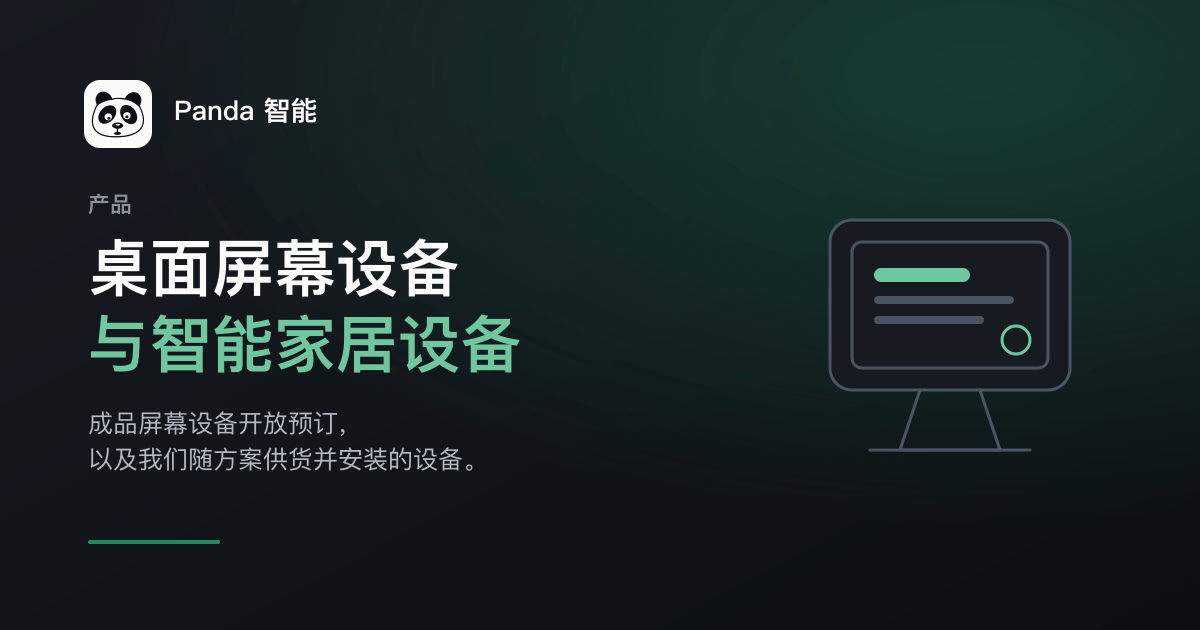 Panda 智能
产品
桌面屏幕设备
与智能家居设备
成品屏幕设备开放预订，
以及我们随方案供货并安装的设备。